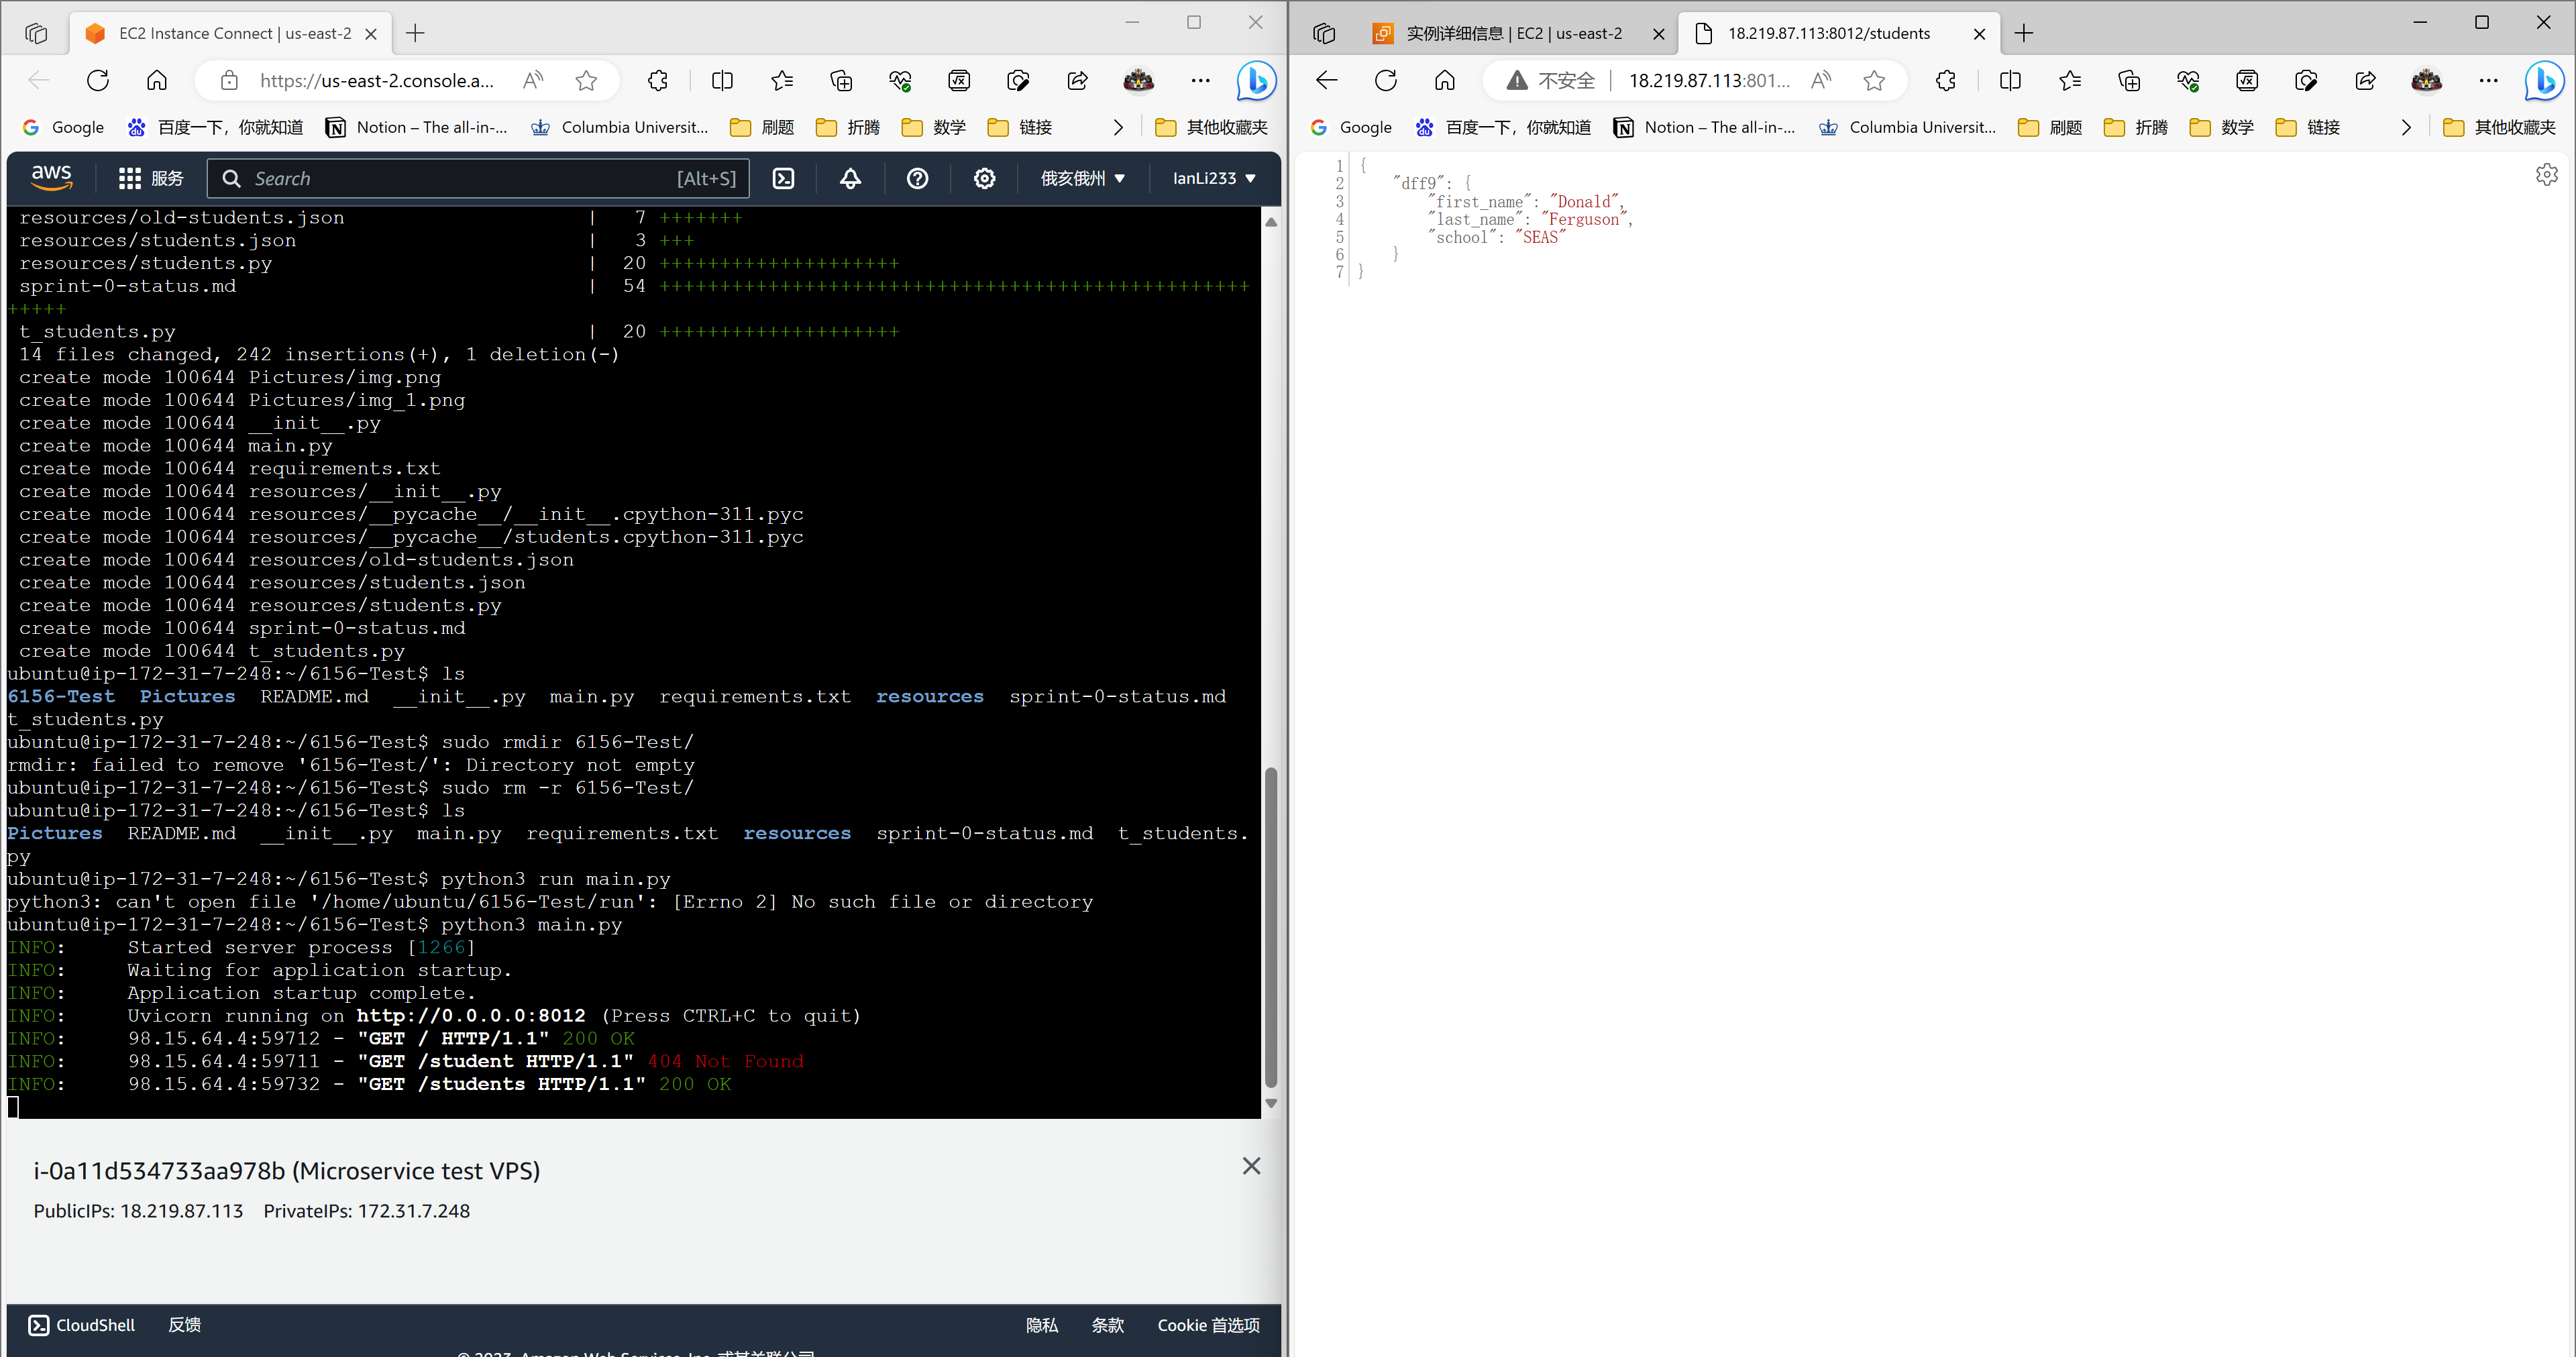 EC2 Instance Connect | us-east-2
https://us-east-2.console.a...
Google
百度一下，你就知道
Notion – The all-in-...
Columbia Universit...
刷题
折腾
数学
链接
其他收藏夹
aws
服务
Search
[Alt+S]
俄亥俄州
IanLi233
resources/old-students.json | 7 +++++++
resources/students.json | 3 +++
resources/students.py | 20 ++++++++++++++++++++
sprint-0-status.md | 54 +++++++++++++++++++++++++++++++++++++++++++++++++
+++++
t_students.py | 20 ++++++++++++++++++++
14 files changed, 242 insertions(+), 1 deletion(-)
create mode 100644 Pictures/img.png
create mode 100644 Pictures/img_1.png
create mode 100644 __init__.py
create mode 100644 main.py
create mode 100644 requirements.txt
create mode 100644 resources/__init__.py
create mode 100644 resources/__pycache__/__init__.cpython-311.pyc
create mode 100644 resources/__pycache__/students.cpython-311.pyc
create mode 100644 resources/old-students.json
create mode 100644 resources/students.json
create mode 100644 resources/students.py
create mode 100644 sprint-0-status.md
create mode 100644 t_students.py
ubuntu@ip-172-31-7-248:~/6156-Test$ ls
6156-Test Pictures README.md __init__.py main.py requirements.txt resources sprint-0-status.md
t_students.py
ubuntu@ip-172-31-7-248:~/6156-Test$ sudo rmdir 6156-Test/
rmdir: failed to remove '6156-Test/': Directory not empty
ubuntu@ip-172-31-7-248:~/6156-Test$ sudo rm -r 6156-Test/
ubuntu@ip-172-31-7-248:~/6156-Test$ ls
Pictures README.md __init__.py main.py requirements.txt resources sprint-0-status.md t_students.
py
ubuntu@ip-172-31-7-248:~/6156-Test$ python3 run main.py
python3: can't open file '/home/ubuntu/6156-Test/run': [Errno 2] No such file or directory
ubuntu@ip-172-31-7-248:~/6156-Test$ python3 main.py
INFO: Started server process [1266]
INFO: Waiting for application startup.
INFO: Application startup complete.
INFO: Uvicorn running on http://0.0.0.0:8012 (Press CTRL+C to quit)
INFO: 98.15.64.4:59712 - "GET / HTTP/1.1" 200 OK
INFO: 98.15.64.4:59711 - "GET /student HTTP/1.1" 404 Not Found
INFO: 98.15.64.4:59732 - "GET /students HTTP/1.1" 200 OK
i-0a11d534733aa978b (Microservice test VPS)
PublicIPs: 18.219.87.113 PrivateIPs: 172.31.7.248
CloudShell
反馈
隐私
条款
Cookie 首选项
© 2023, Amazon Web Services, Inc. 或其关联公司
实例详细信息 | EC2 | us-east-2
18.219.87.113:8012/students
不安全
18.219.87.113:801...
Google
百度一下，你就知道
Notion – The all-in-...
Columbia Universit...
刷题
折腾
数学
链接
其他收藏夹
1 {
2 "dff9": {
3 "first_name": "Donald",
4 "last_name": "Ferguson",
5 "school": "SEAS"
6 }
7 }